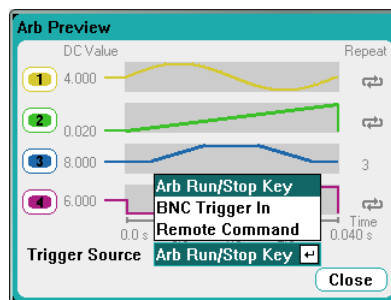 Arb Preview
DC Value Repeat
1 4.000
2 0.020
3 8.000 3
4 6.000
Arb Run/Stop Key
BNC Trigger In
Remote Command
Time
0.0 s 0.040 s
Trigger Source Arb Run/Stop Key
Close